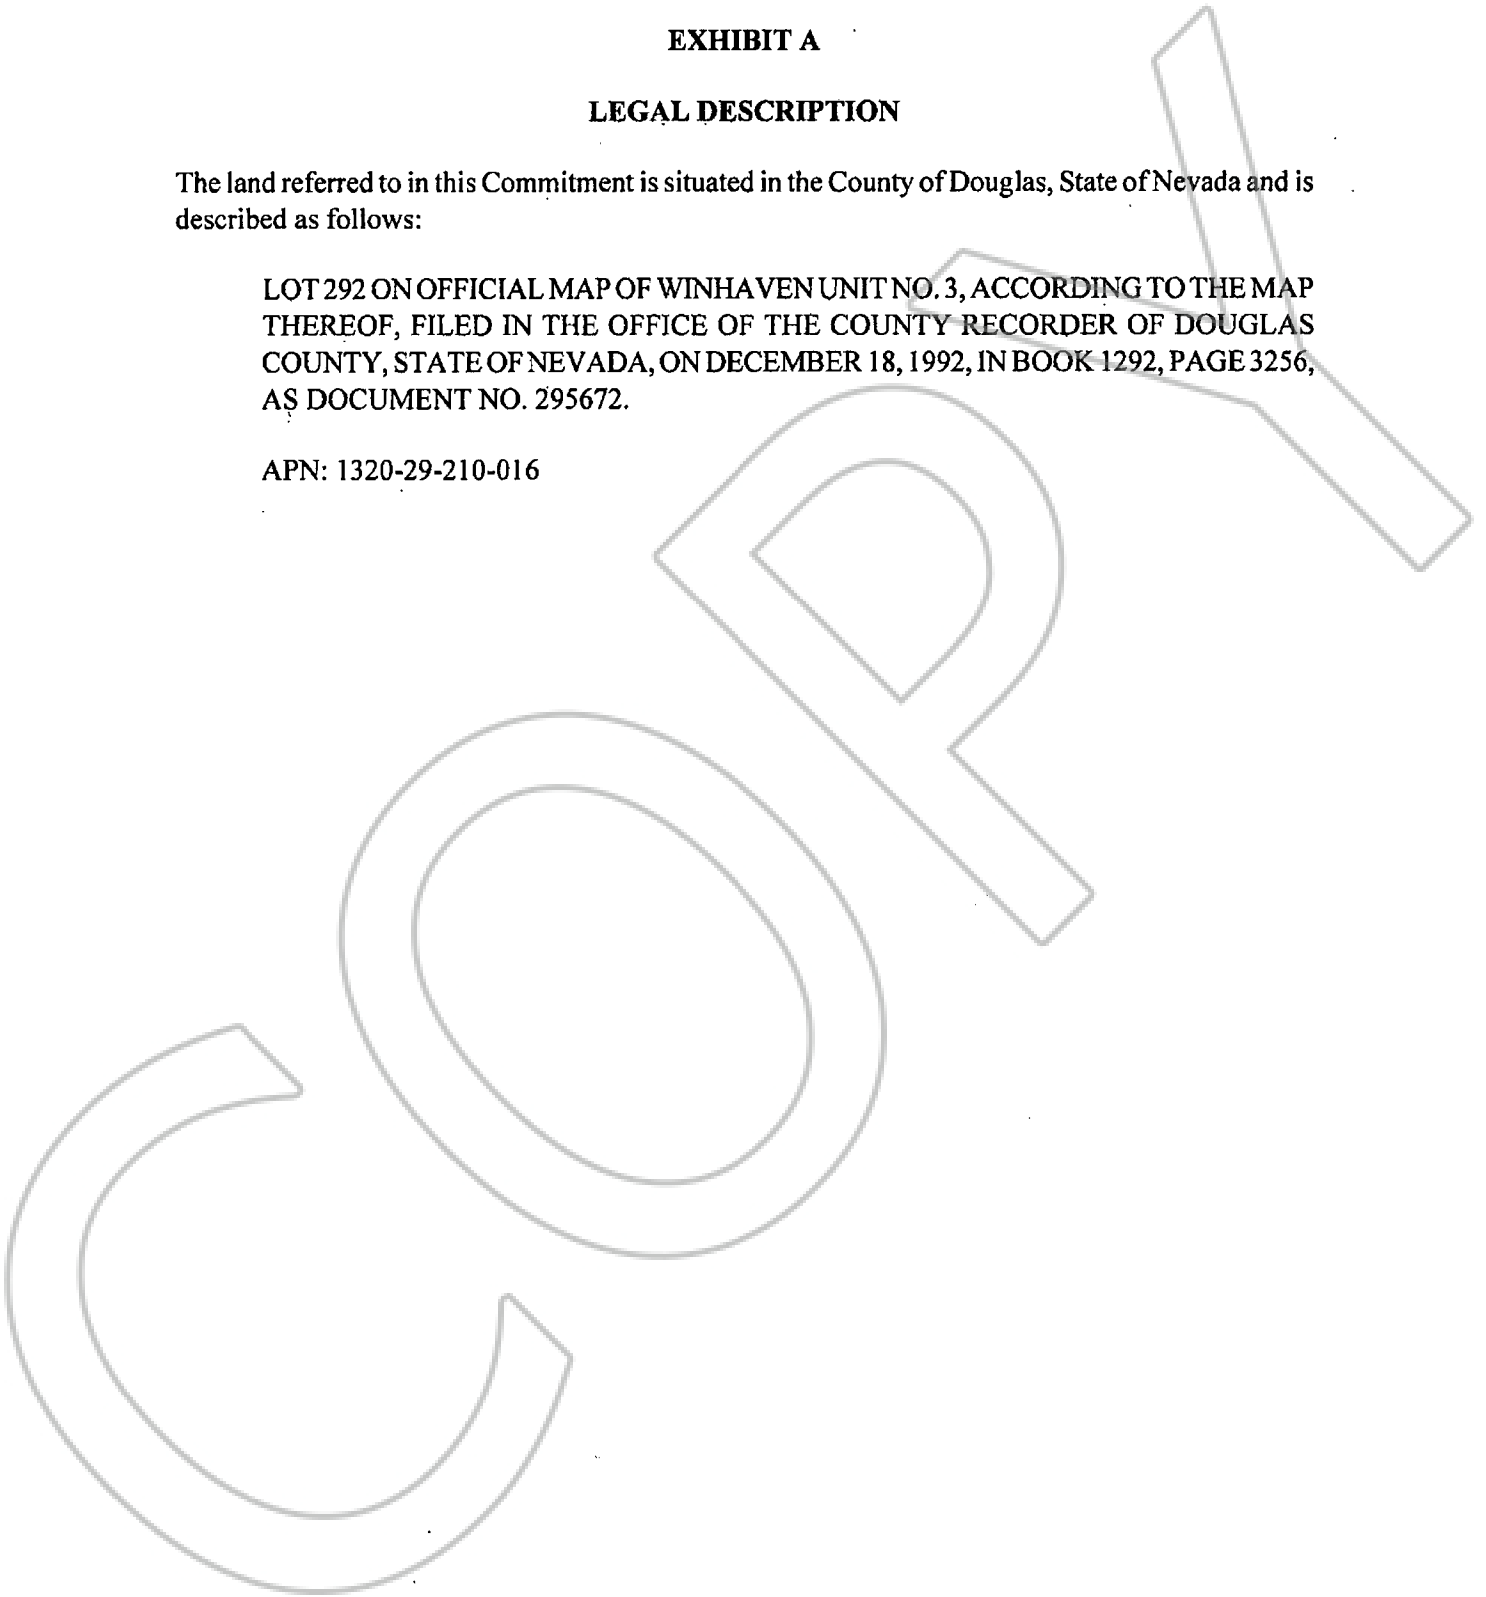 EXHIBIT A
LEGAL DESCRIPTION
The land referred to in this Commitment is situated in the County of Douglas, State of Nevada and is
described as follows:
LOT 292 ON OFFICIAL MAP OF WINHAVEN UNIT NO. 3, ACCORDING TO THE MAP
THEREOF, FILED IN THE OFFICE OF THE COUNTY RECORDER OF DOUGLAS
COUNTY, STATE OF NEVADA, ON DECEMBER 18, 1992, IN BOOK 1292, PAGE 3256,
AS DOCUMENT NO. 295672.
APN: 1320-29-210-016
COPY